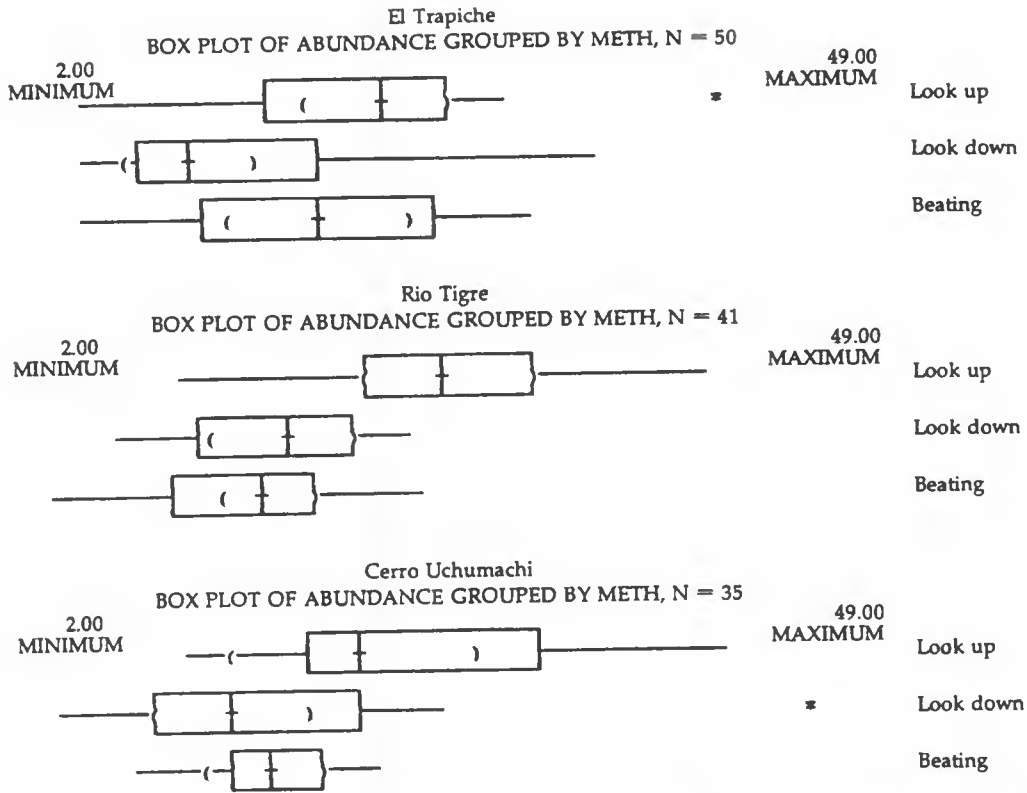 El Trapiche
BOX PLOT OF ABUNDANCE GROUPED BY METH, N = 50
2.00
MINIMUM
49.00
MAXIMUM
Look up
Look down
Beating
Rio Tigre
BOX PLOT OF ABUNDANCE GROUPED BY METH, N = 41
2.00
MINIMUM
49.00
MAXIMUM
Look up
Look down
Beating
Cerro Uchumachi
BOX PLOT OF ABUNDANCE GROUPED BY METH, N = 35
2.00
MINIMUM
49.00
MAXIMUM
Look up
Look down
Beating